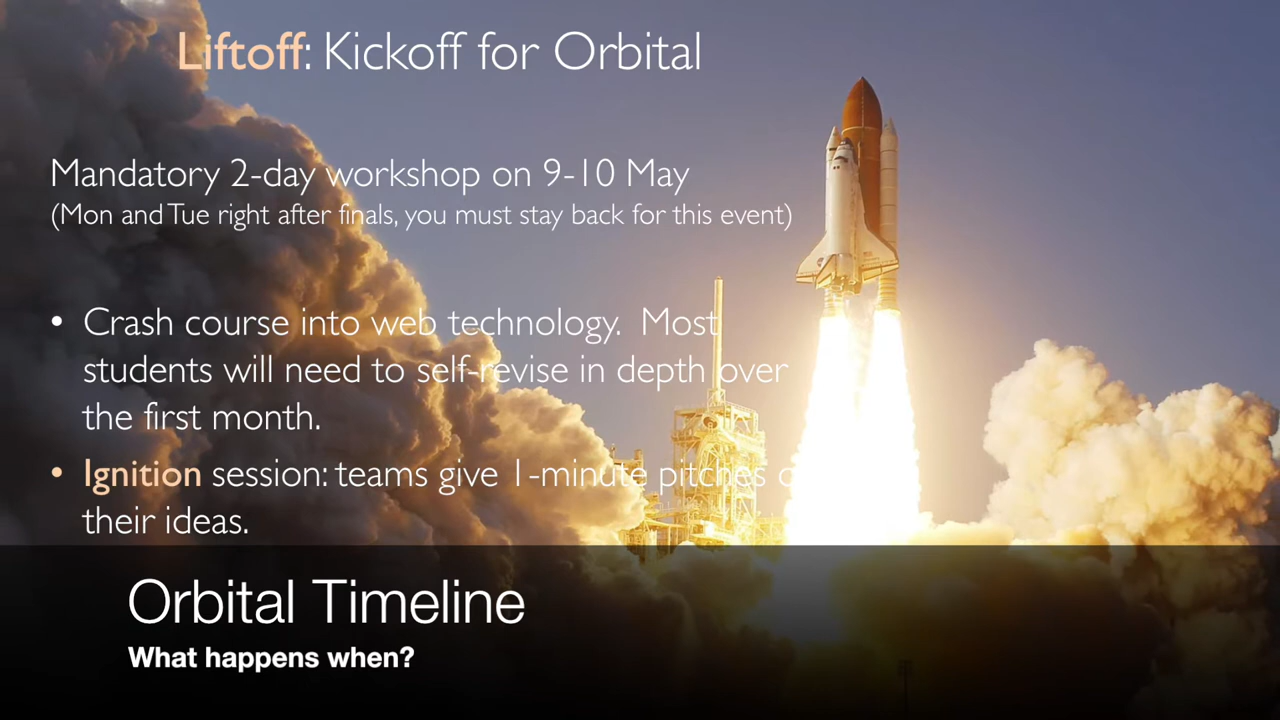 Liftoff: Kickoff for Orbital
Mandatory 2-day workshop on 9-10 May
(Mon and Tue right after finals, you must stay back for this event)
• Crash course into web technology. Most
students will need to self-revise in depth over
the first month.
• Ignition session: teams give 1-minute pitches
their ideas.
Orbital Timeline
What happens when?